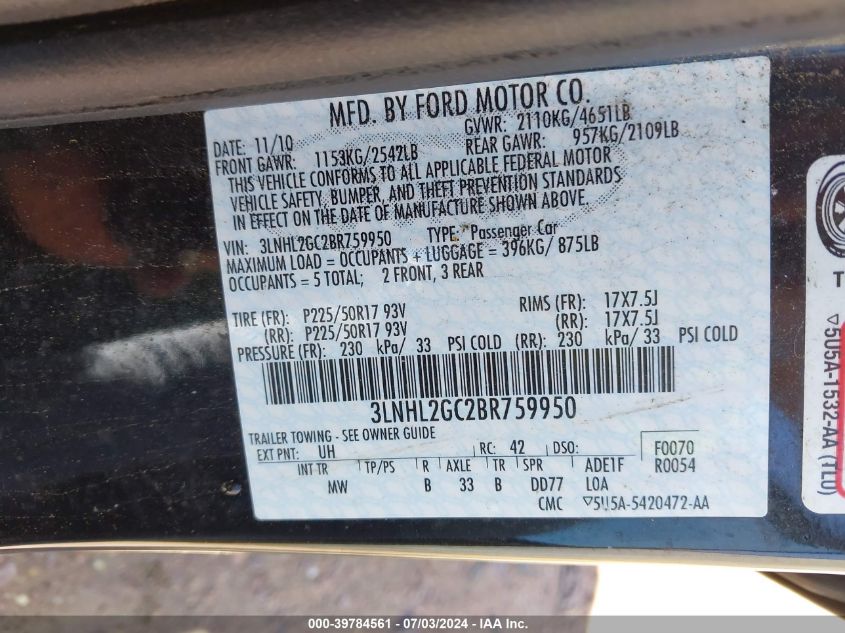 MFD. BY FORD MOTOR CO.
DATE: 11/10 GVWR: 2110KG/4651LB
FRONT GAWR: 1153KG/2542LB REAR GAWR: 957KG/2109LB
THIS VEHICLE CONFORMS TO ALL APPLICABLE FEDERAL MOTOR
VEHICLE SAFETY, BUMPER, AND THEFT PREVENTION STANDARDS
IN EFFECT ON THE DATE OF MANUFACTURE SHOWN ABOVE.
VIN: 3LNHL2GC2BR759950 TYPE: Passenger Car
MAXIMUM LOAD = OCCUPANTS + LUGGAGE = 396KG/ 875LB
OCCUPANTS = 5 TOTAL; 2 FRONT, 3 REAR
TIRE (FR): P225/50R17 93V RIMS (FR): 17X7.5J
(RR): P225/50R17 93V (RR): 17X7.5J
PRESSURE (FR): 230 kPa/ 33 PSI COLD (RR): 230 kPa/ 33 PSI COLD
3LNHL2GC2BR759950
TRAILER TOWING - SEE OWNER GUIDE
EXT PNT: UH RC: 42 DSO: F0070
INT TR TP/PS R AXLE TR SPR ADE1F R0054
MW B 33 B DD77 LOA
CMC ▽5U5A-5420472-AA
▽5U5A-1532-AA (TLU)
000-39784561 - 07/03/2024 - IAA Inc.